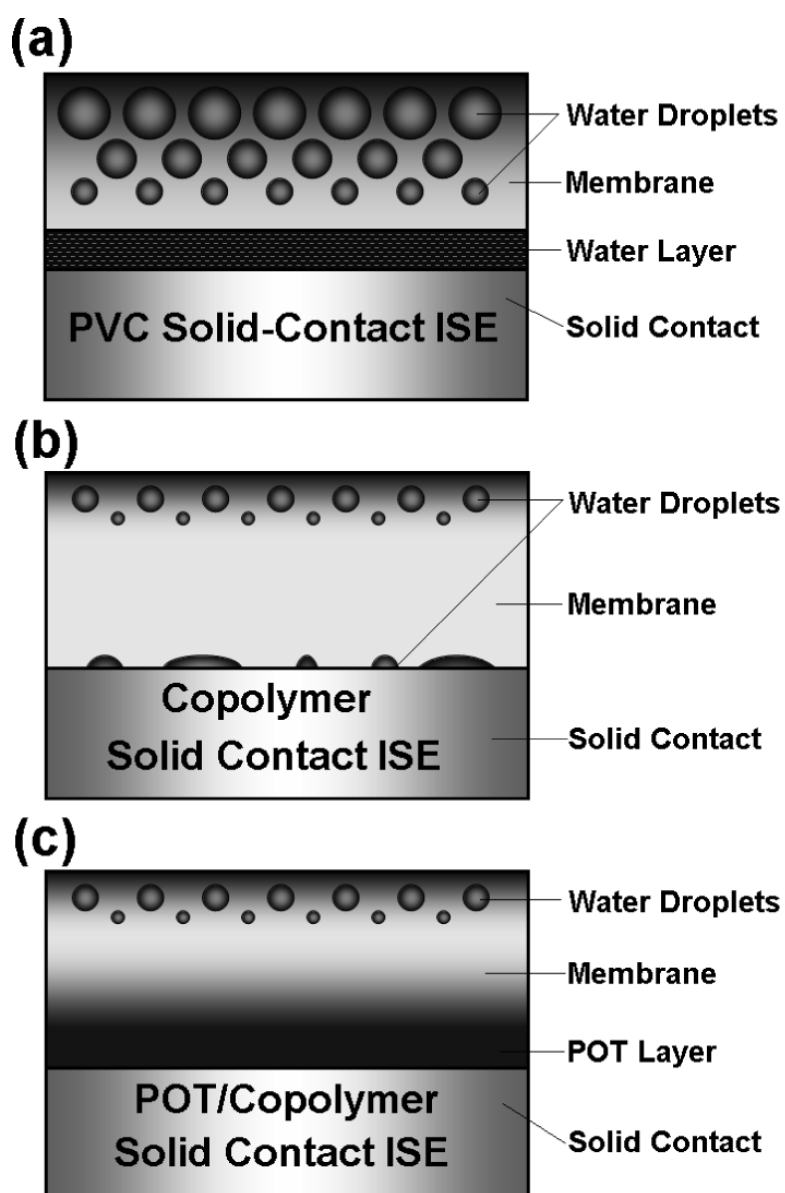 (a)
Water Droplets
Membrane
Water Layer
PVC Solid-Contact ISE
Solid Contact
(b)
Water Droplets
Membrane
Copolymer
Solid Contact ISE
Solid Contact
(c)
Water Droplets
Membrane
POT Layer
POT/Copolymer
Solid Contact ISE
Solid Contact